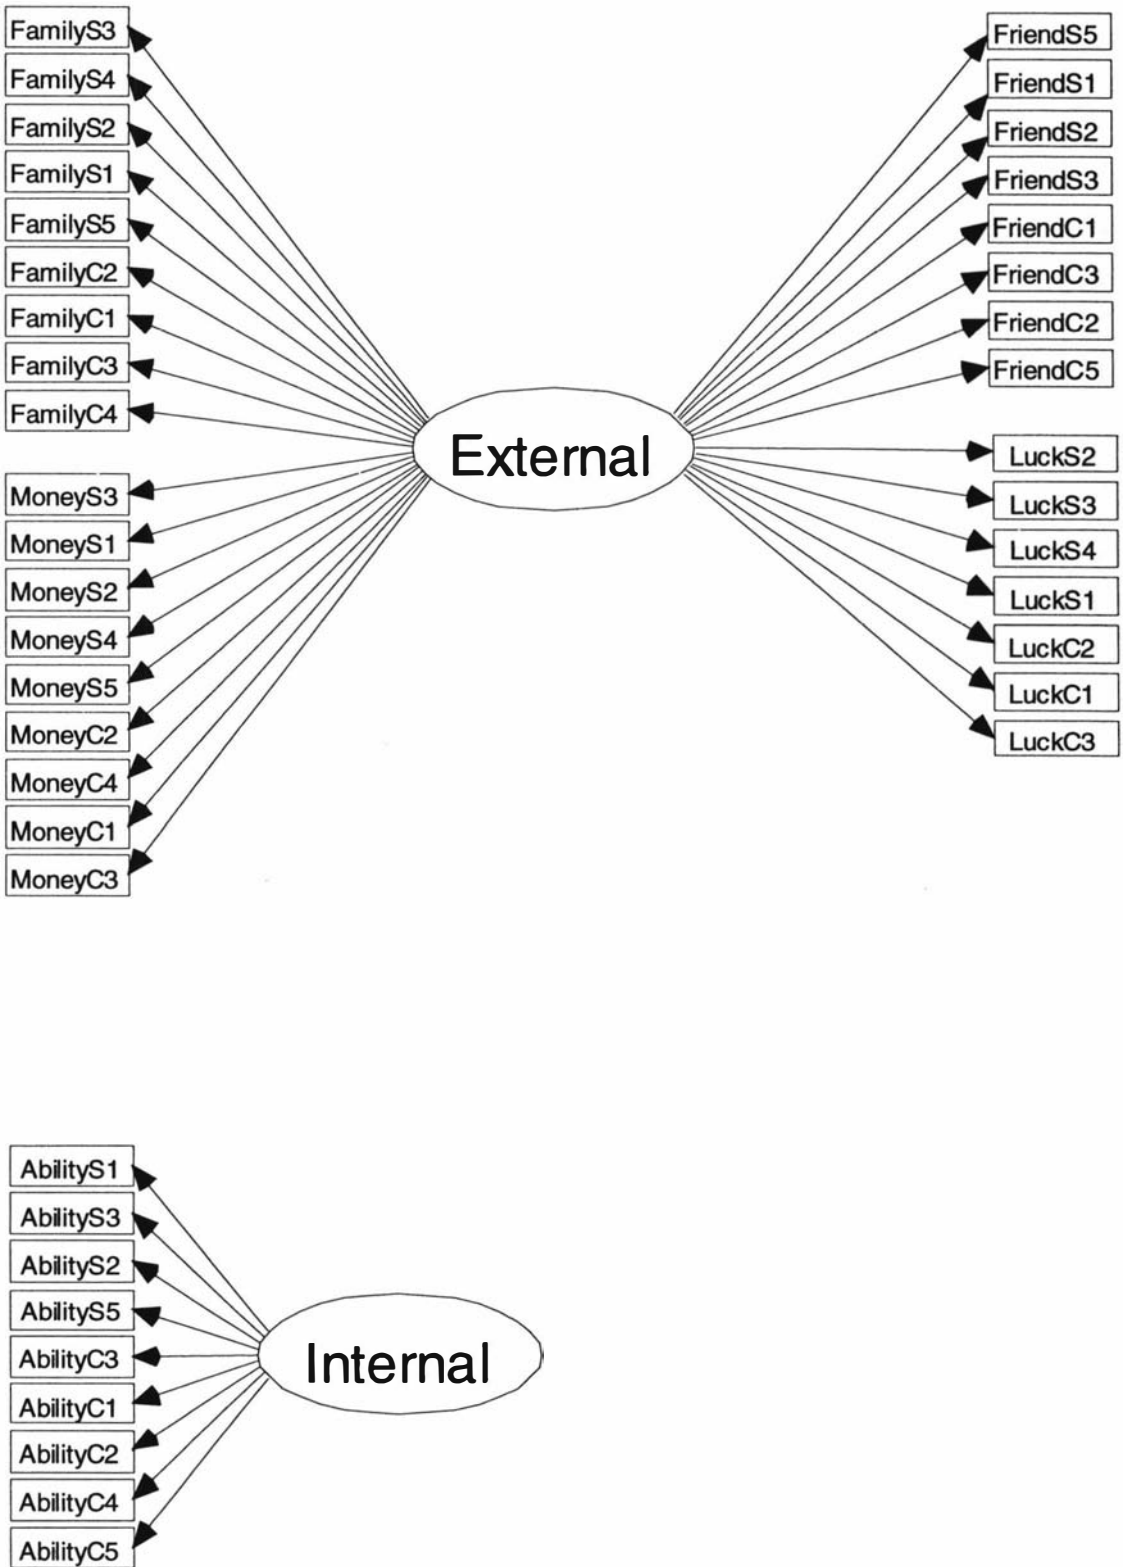 FamilyS3
FamilyS4
FamilyS2
FamilyS1
FamilyS5
FamilyC2
FamilyC1
FamilyC3
FamilyC4
MoneyS3
MoneyS1
MoneyS2
MoneyS4
MoneyS5
MoneyC2
MoneyC4
MoneyC1
MoneyC3
External
FriendS5
FriendS1
FriendS2
FriendS3
FriendC1
FriendC3
FriendC2
FriendC5
LuckS2
LuckS3
LuckS4
LuckS1
LuckC2
LuckC1
LuckC3
AbilityS1
AbilityS3
AbilityS2
AbilityS5
AbilityC3
AbilityC1
AbilityC2
AbilityC4
AbilityC5
Internal